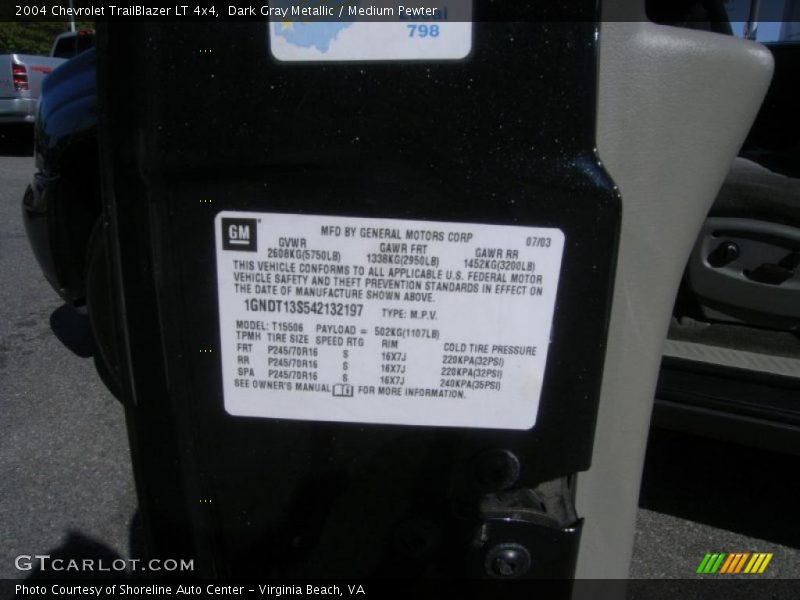 2004 Chevrolet TrailBlazer LT 4x4, Dark Gray Metallic / Medium Pewter
Local
798
GM
MFD BY GENERAL MOTORS CORP 07/03
GVWR GAWR FRT GAWR RR
2608KG(5750LB) 1338KG(2950LB) 1452KG(3200LB)
THIS VEHICLE CONFORMS TO ALL APPLICABLE U.S. FEDERAL MOTOR
VEHICLE SAFETY AND THEFT PREVENTION STANDARDS IN EFFECT ON
THE DATE OF MANUFACTURE SHOWN ABOVE.
1GNDT13S542132197 TYPE: M.P.V.
MODEL: T15506 PAYLOAD = 502KG(1107LB)
TPMH TIRE SIZE SPEED RTG RIM COLD TIRE PRESSURE
FRT P245/70R16 S 16X7J 220KPA(32PSI)
RR P245/70R16 S 16X7J 220KPA(32PSI)
SPA P245/70R16 S 16X7J 240KPA(35PSI)
SEE OWNER'S MANUAL FOR MORE INFORMATION.
GTCARLOT.COM
Photo Courtesy of Shoreline Auto Center - Virginia Beach, VA